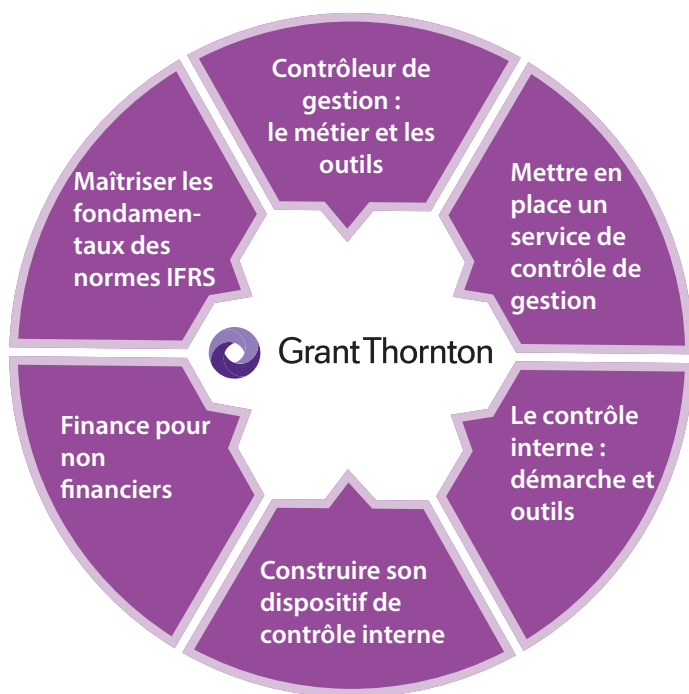 Contrôleur de
gestion :
le métier et les
outils
Mettre en
place un
service de
contrôle de
gestion
Le contrôle
interne :
démarche et
outils
Construire son
dispositif de
contrôle interne
Finance pour
non
financiers
Maîtriser les
fondamen-
taux des
normes IFRS
Grant Thornton